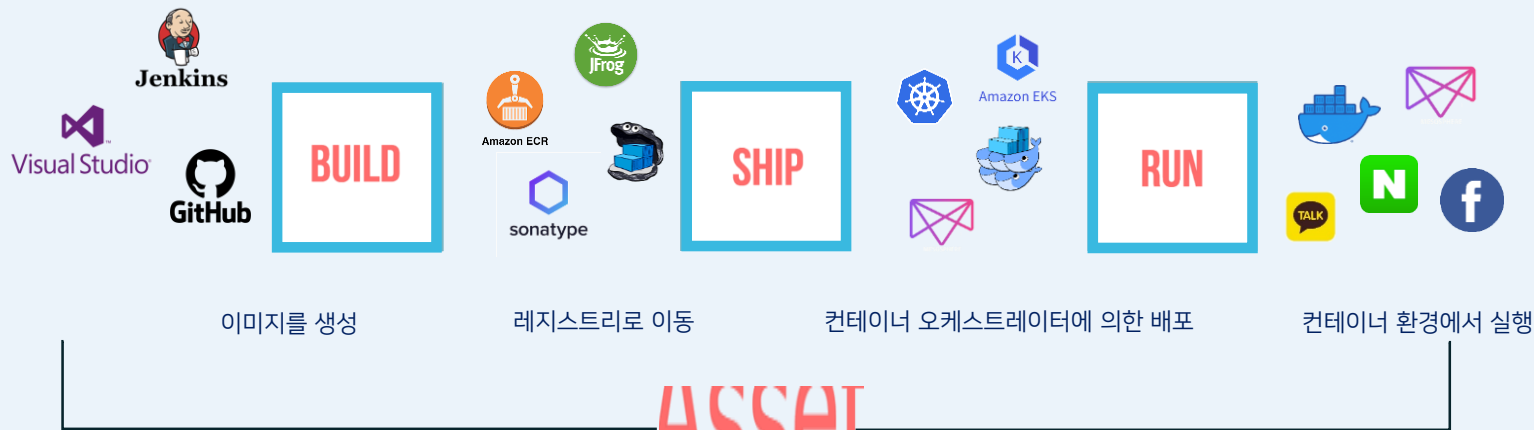 Jenkins
Visual Studio
GitHub
BUILD
이미지를 생성
Amazon ECR
JFrog
sonatype
레지스트리로 이동
SHIP
K
Amazon EKS
컨테이너 오케스트레이터에 의한 배포
RUN
TALK
N
f
컨테이너 환경에서 실행
Asset